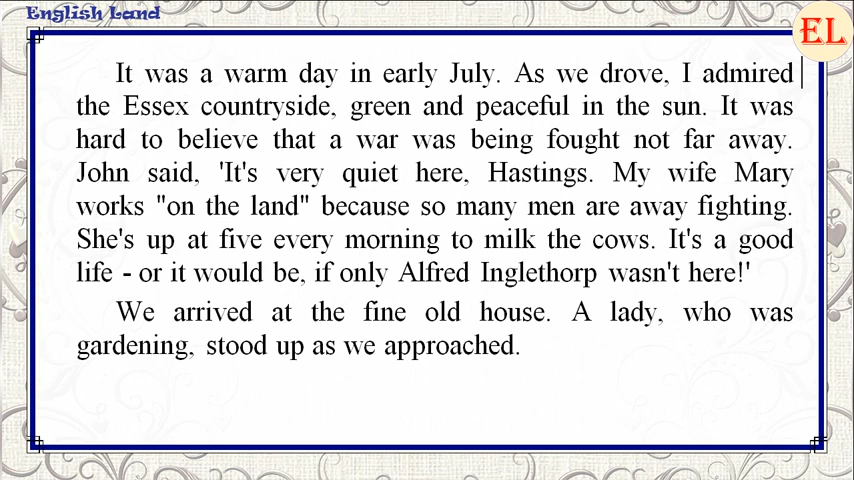 English Land
EL
It was a warm day in early July. As we drove, I admired
the Essex countryside, green and peaceful in the sun. It was
hard to believe that a war was being fought not far away.
John said, 'It's very quiet here, Hastings. My wife Mary
works "on the land" because so many men are away fighting.
She's up at five every morning to milk the cows. It's a good
life - or it would be, if only Alfred Inglethorp wasn't here!'
We arrived at the fine old house. A lady, who was
gardening, stood up as we approached.